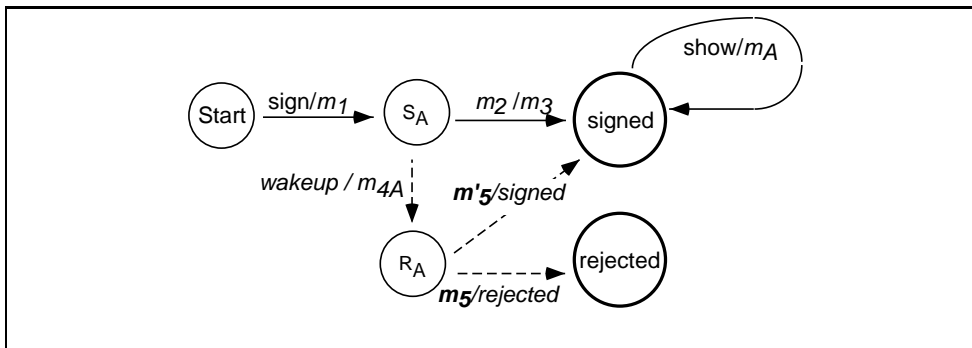 show/mA
sign/m1
m2 /m3
Start
SA
signed
wakeup / m4A
m'5/signed
RA
rejected
m5/rejected